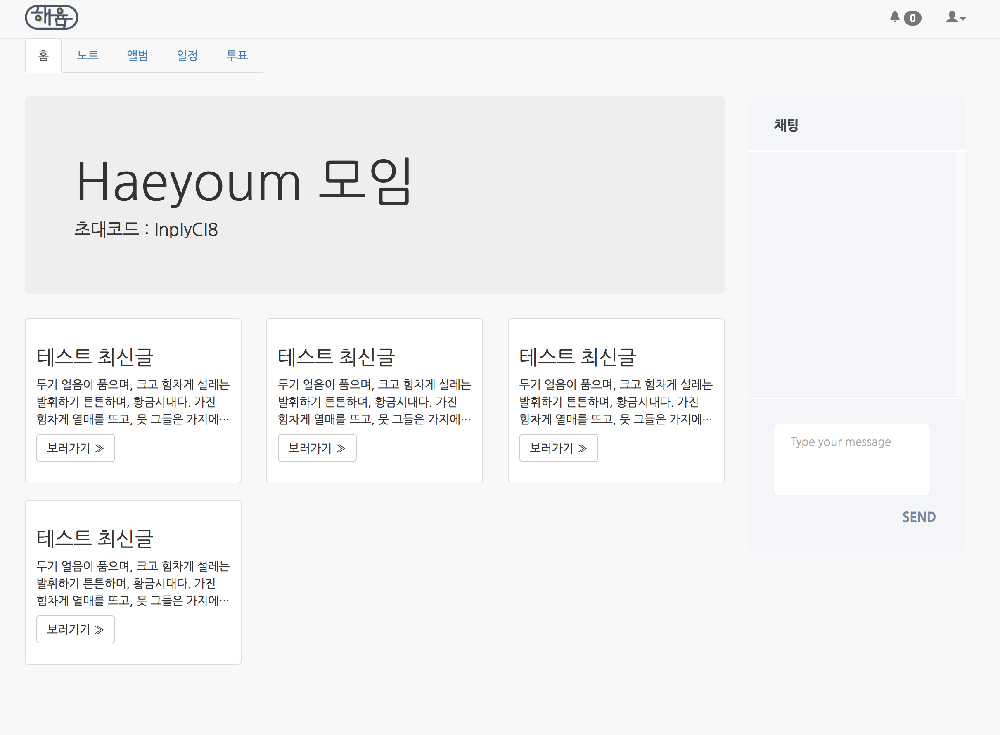 해윰
0
홈
노트
앨범
일정
투표
Haeyoum 모임
초대코드 : InplyCl8
채팅
테스트 최신글
두기 얼음이 품으며, 크고 힘차게 설레는
발휘하기 튼튼하며, 황금시대다. 가진
힘차게 열매를 뜨고, 뭇 그들은 가지에…
보러가기 ≫
테스트 최신글
두기 얼음이 품으며, 크고 힘차게 설레는
발휘하기 튼튼하며, 황금시대다. 가진
힘차게 열매를 뜨고, 뭇 그들은 가지에…
보러가기 ≫
테스트 최신글
두기 얼음이 품으며, 크고 힘차게 설레는
발휘하기 튼튼하며, 황금시대다. 가진
힘차게 열매를 뜨고, 뭇 그들은 가지에…
보러가기 ≫
Type your message
SEND
테스트 최신글
두기 얼음이 품으며, 크고 힘차게 설레는
발휘하기 튼튼하며, 황금시대다. 가진
힘차게 열매를 뜨고, 뭇 그들은 가지에…
보러가기 ≫